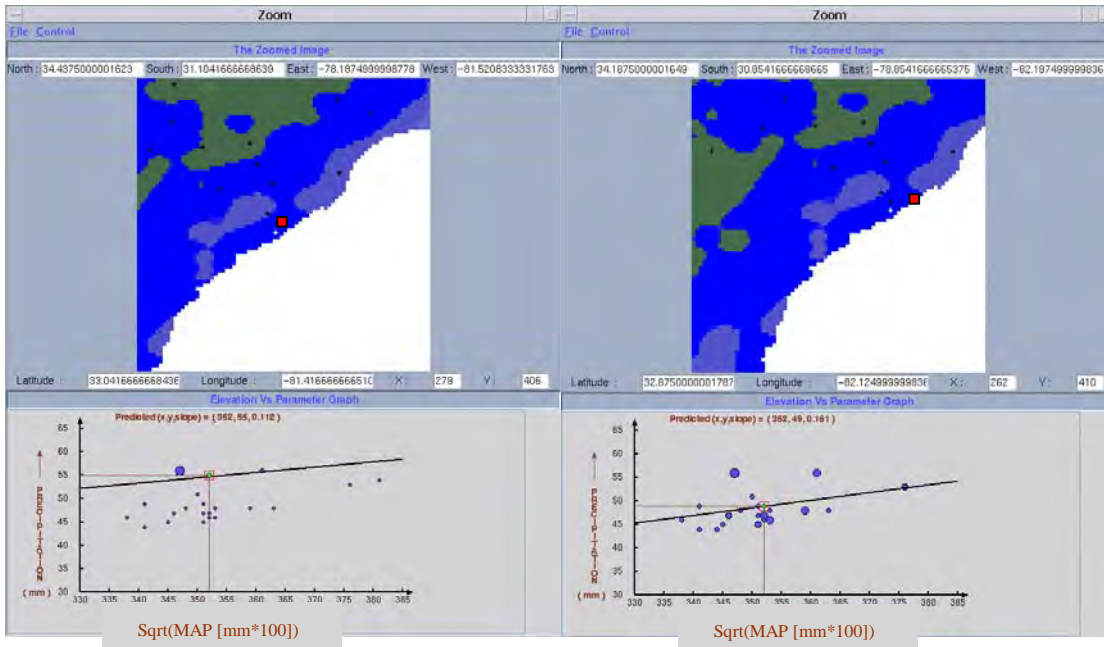 Zoom
File Control
The Zoomed Image
North : 34.4375000001623 South : 31.1041666668639 East : -78.1874999998778 West : -81.5208333331763
Latitude : 33.0416666668436 Longitude : -81.416666666510 X : 279 Y : 406
Elevation Vs Parameter Graph
Predicted (x,y,slope) = (352, 55, 0.112)
65
60
55
50
45
40
35
30
PRECIPITATION
(mm)
330 335 340 345 350 355 360 365 370 375 380 385
Sqrt(MAP [mm*100])
Zoom
File Control
The Zoomed Image
North : 34.1875000001649 South : 30.8541666668665 East : -78.8541666665375 West : -82.187499999836
Latitude : 32.8750000001787 Longitude : -82.124999999836 X : 262 Y : 410
Elevation Vs Parameter Graph
Predicted (x,y,slope) = (352, 49, 0.161)
65
60
55
50
45
40
35
30
PRECIPITATION
(mm)
330 335 340 345 350 355 360 365 370 375 380 385
Sqrt(MAP [mm*100])